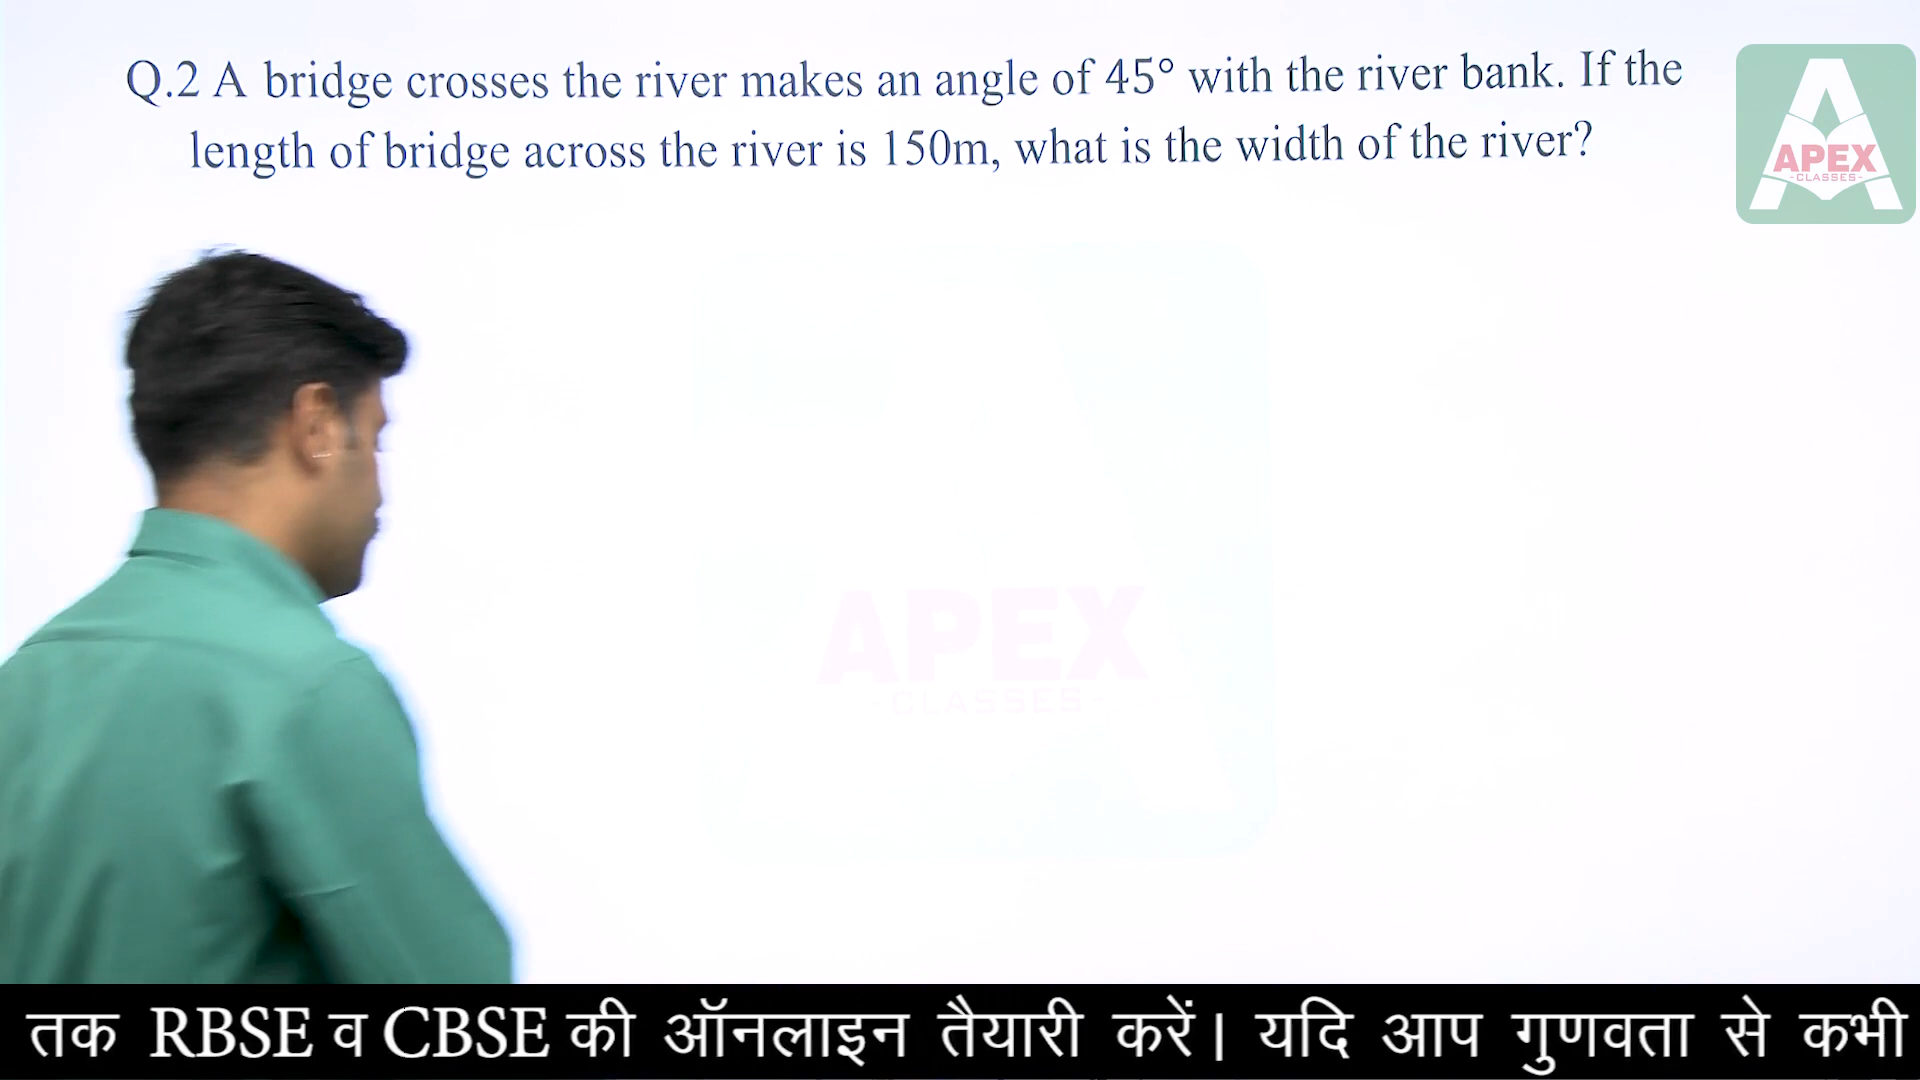 Q.2 A bridge crosses the river makes an angle of 45° with the river bank. If the
length of bridge across the river is 150m, what is the width of the river?
APEX
-CLASSES-
APEX
-CLASSES-
तक RBSE व CBSE की ऑनलाइन तैयारी करें। यदि आप गुणवता से कभी